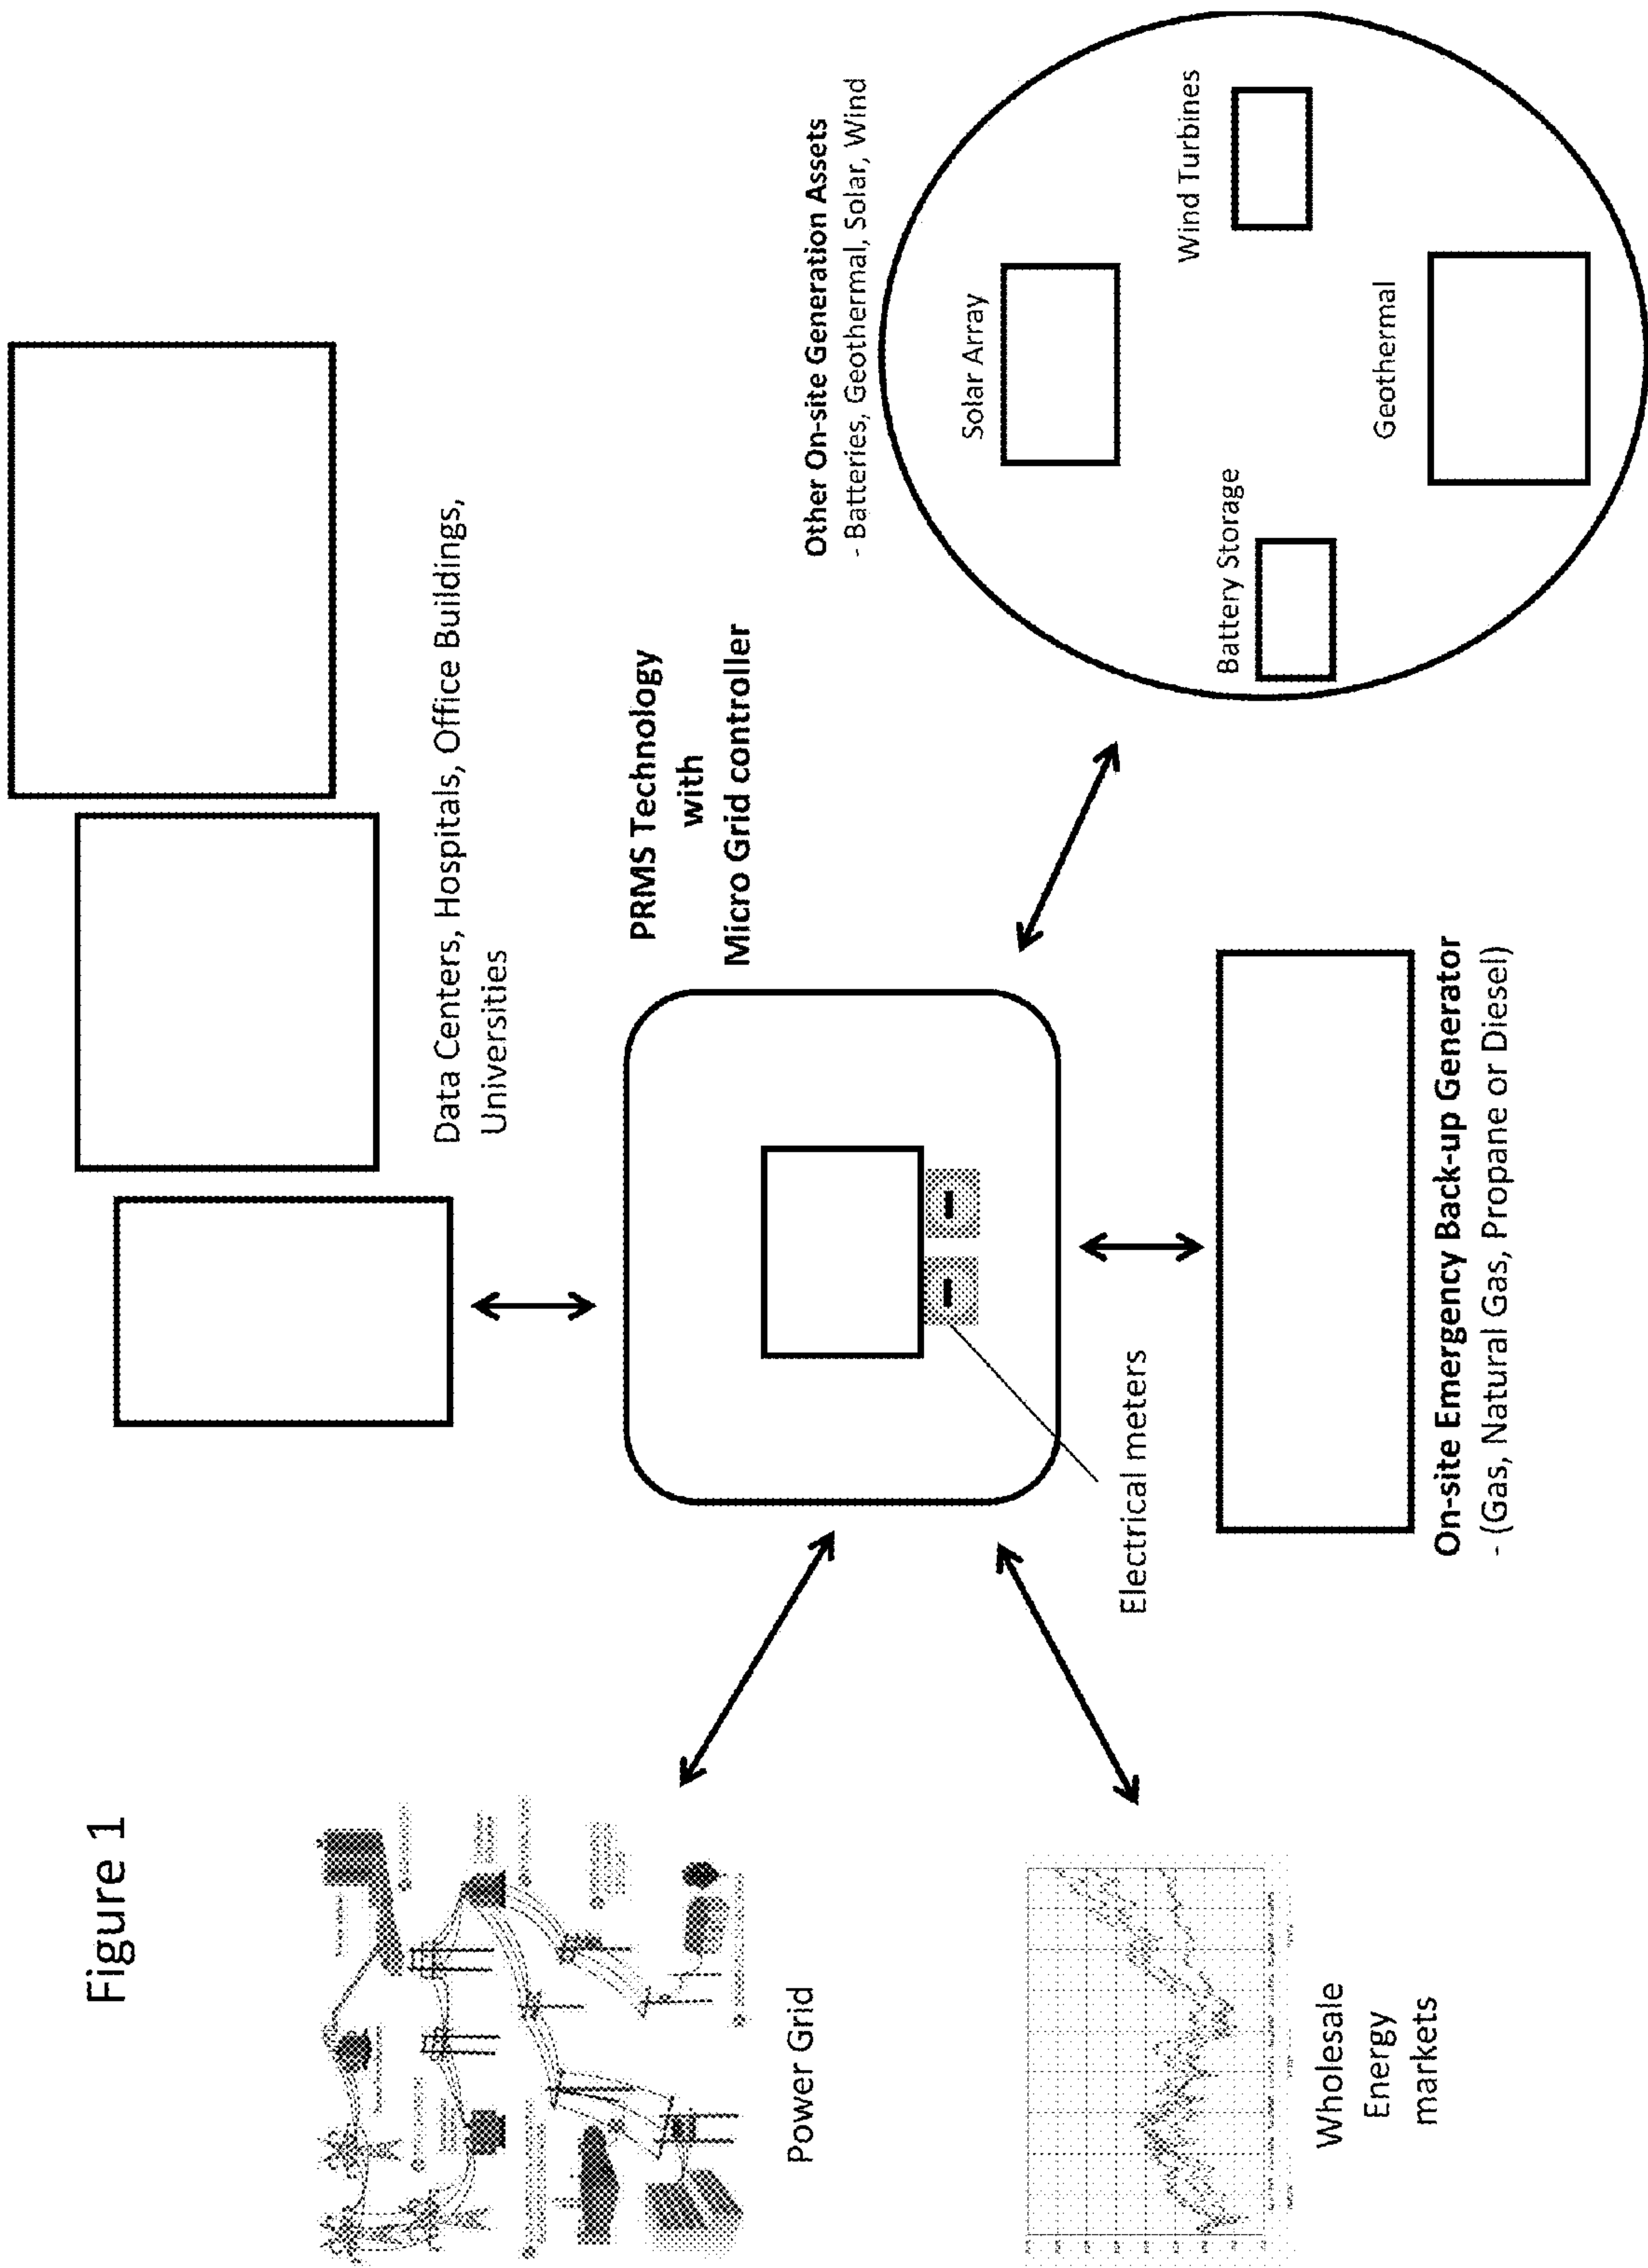 Figure 1
Data Centers, Hospitals, Office Buildings,
Universities
Power Grid
PRMS Technology
with
Micro Grid controller
Other On-site Generation Assets
- Batteries, Geothermal, Solar, Wind
Solar Array
Wind Turbines
Battery Storage
Geothermal
Electrical meters
Wholesale
Energy
markets
On-site Emergency Back-up Generator
- (Gas, Natural Gas, Propane or Diesel)